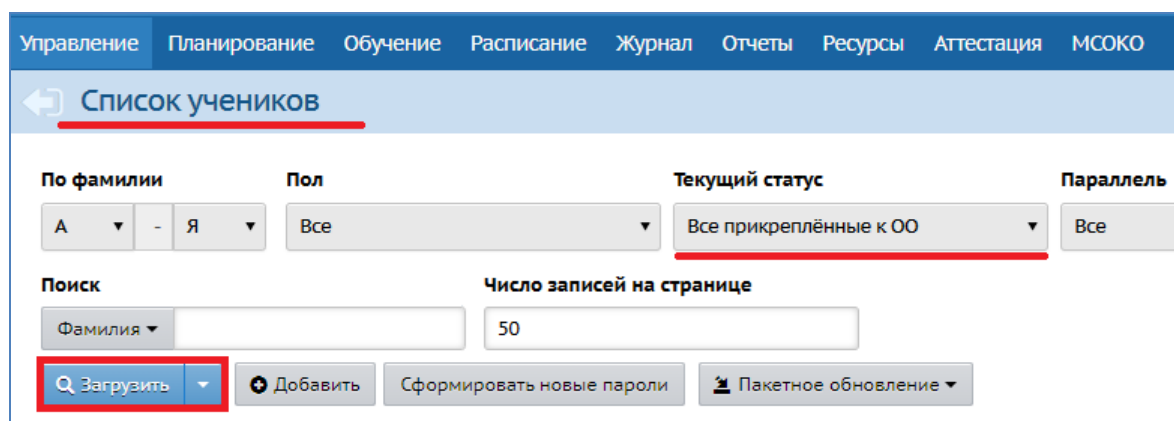 Управление Планирование Обучение Расписание Журнал Отчеты Ресурсы Аттестация МСОКО
Список учеников
По фамилии Пол Текущий статус Параллель
А - Я Все Все прикреплённые к ОО Все
Поиск Число записей на странице
Фамилия 50
Загрузить Добавить Сформировать новые пароли Пакетное обновление